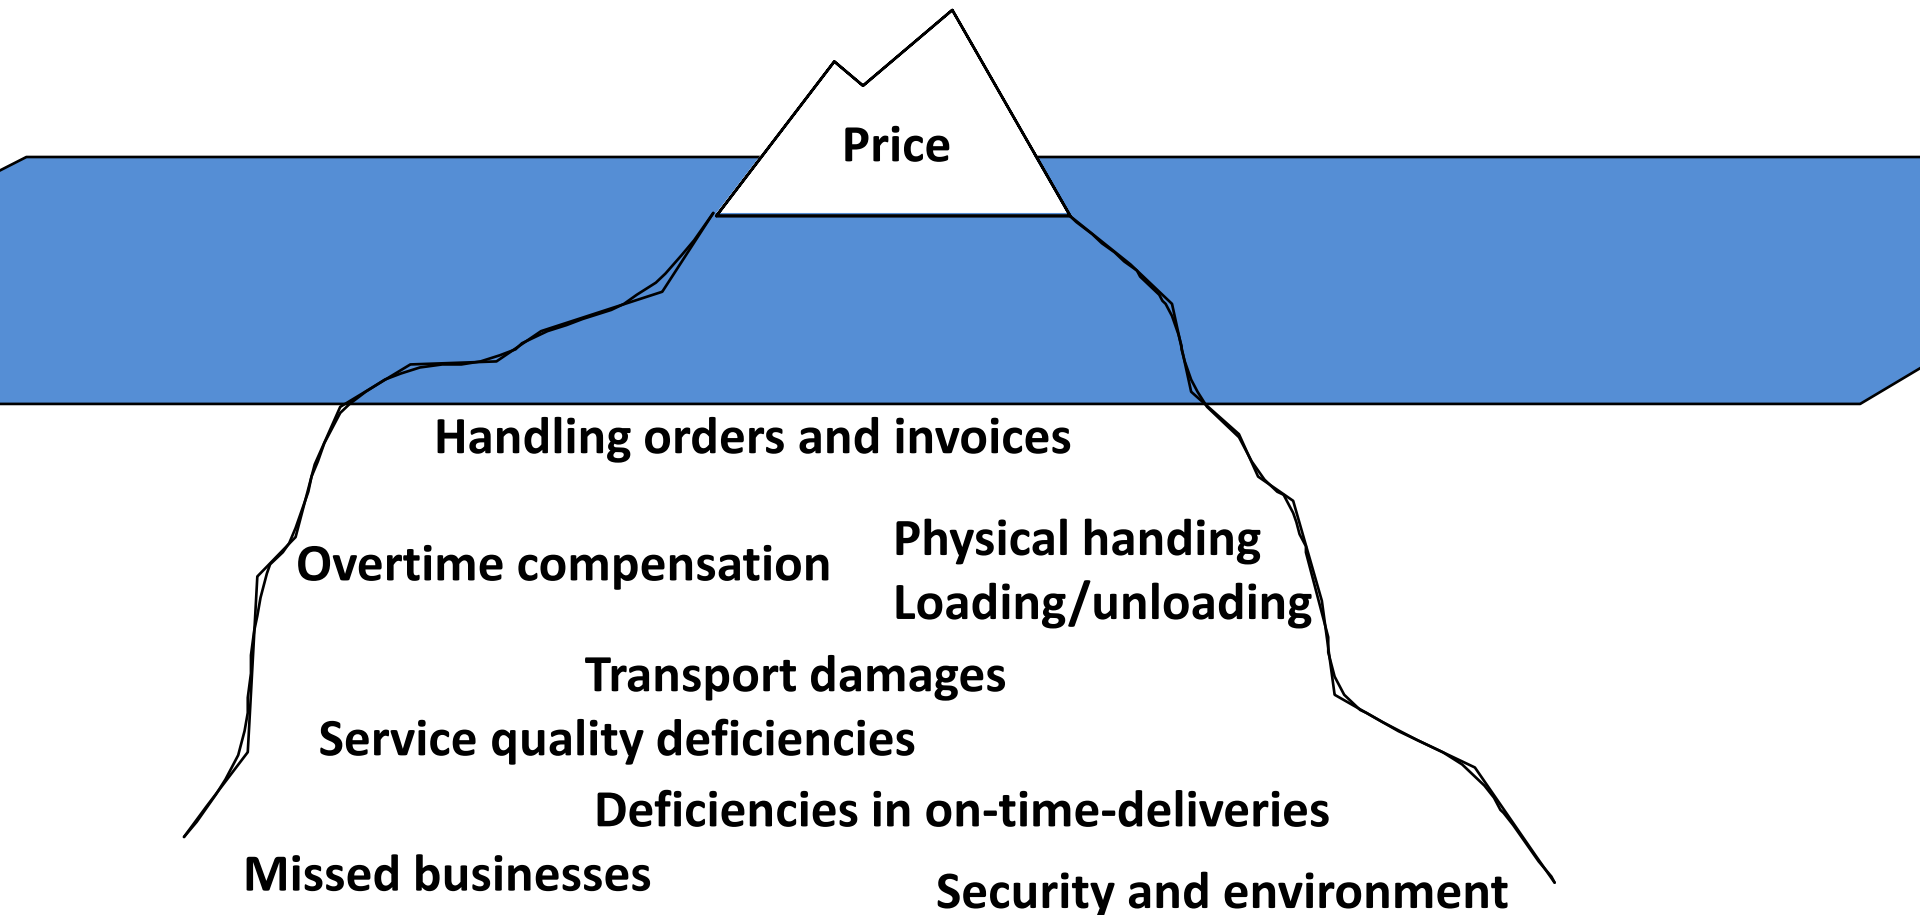 Price
Handling orders and invoices
Overtime compensation
Physical handing
Loading/unloading
Transport damages
Service quality deficiencies
Deficiencies in on-time-deliveries
Missed businesses
Security and environment